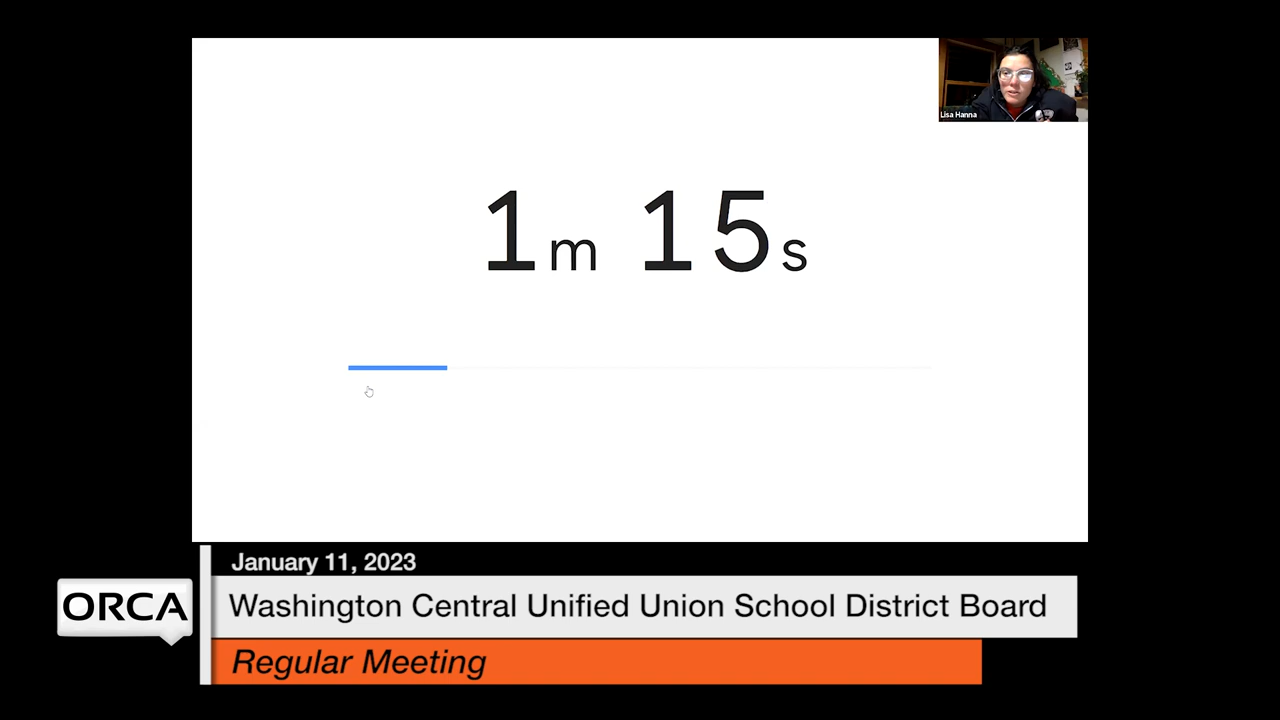 Lisa Hanna
1m 15s
January 11, 2023
ORCA
Washington Central Unified Union School District Board
Regular Meeting